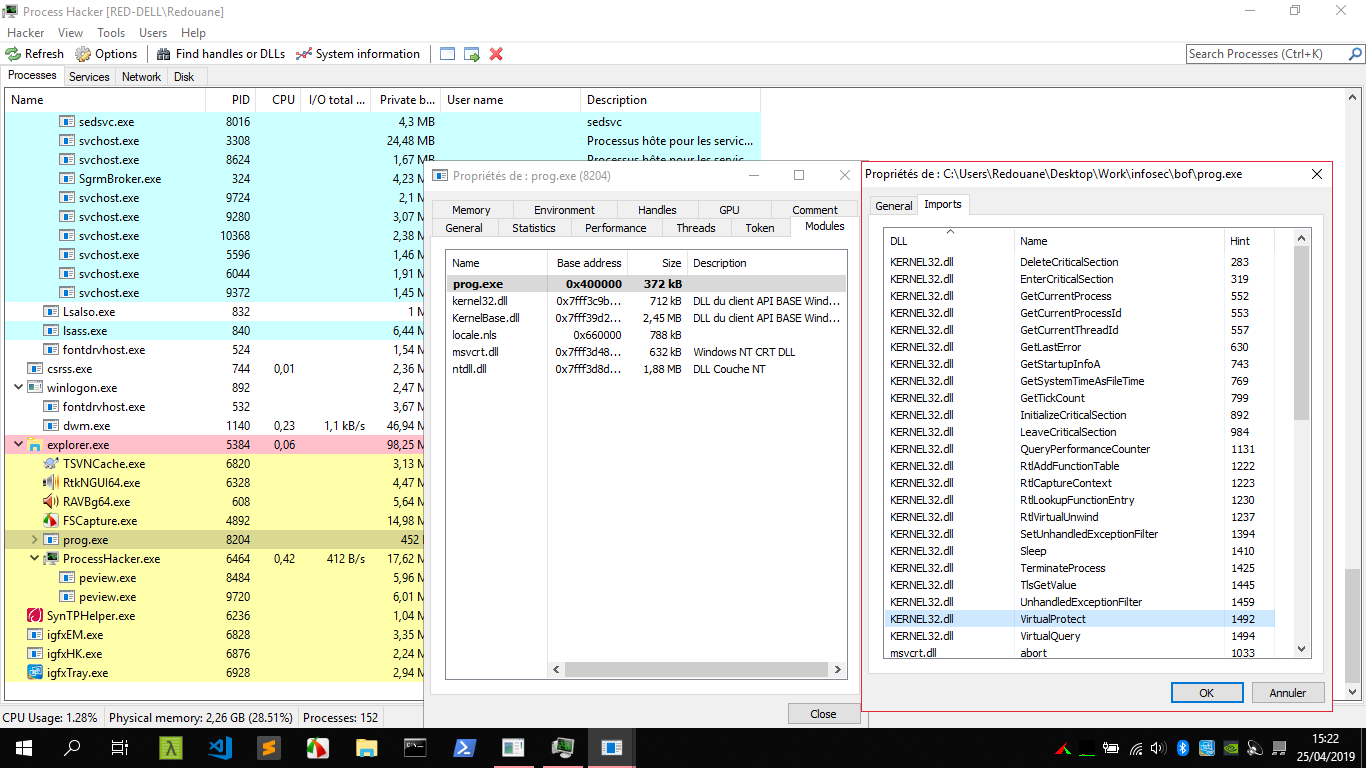 Process Hacker [RED-DELL\Redouane]
Hacker View Tools Users Help
Refresh Options Find handles or DLLs System information Search Processes (Ctrl+K)
Processes Services Network Disk
Name PID CPU I/O total ... Private b... User name Description
sedsvc.exe 8016 4,3 MB sedsvc
svchost.exe 3308 24,48 MB Processus hôte pour les servic...
svchost.exe 8624 1,67 MB Processus hôte pour les servic...
SgrmBroker.exe 324 4,23
svchost.exe 9724 2,1
svchost.exe 9280 3,07
svchost.exe 10368 2,38
svchost.exe 5596 1,46
svchost.exe 6044 1,91
svchost.exe 9372 1,45
LsaIso.exe 832 1
lsass.exe 840 6,44
fontdrvhost.exe 524 1,54
csrss.exe 744 0,01 2,36
winlogon.exe 892 2,47
fontdrvhost.exe 532 3,67
dwm.exe 1140 0,23 1,1 kB/s 46,94
explorer.exe 5384 0,06 98,25
TSVNCache.exe 6820 3,13
RtkNGUI64.exe 6328 4,47
RAVBg64.exe 608 5,64
FSCapture.exe 4892 14,98
prog.exe 8204 452
ProcessHacker.exe 6464 0,42 412 B/s 17,62
peview.exe 8484 5,96
peview.exe 9720 6,01
SynTPHelper.exe 6236 1,04
igfxEM.exe 6828 3,35
igfxHK.exe 6876 2,24
igfxTray.exe 6928 2,94
CPU Usage: 1.28% Physical memory: 2,26 GB (28.51%) Processes: 152
Propriétés de : prog.exe (8204)
Memory Environment Handles GPU Comment
General Statistics Performance Threads Token Modules
Name Base address Size Description
prog.exe 0x400000 372 kB
kernel32.dll 0x7fff3c9b... 712 kB DLL du client API BASE Wind...
KernelBase.dll 0x7fff39d2... 2,45 MB DLL du client API BASE Wind...
locale.nls 0x660000 788 kB
msvcrt.dll 0x7fff3d48... 632 kB Windows NT CRT DLL
ntdll.dll 0x7fff3d8d... 1,88 MB DLL Couche NT
Close
Propriétés de : C:\Users\Redouane\Desktop\Work\infosec\bof\prog.exe
General Imports
DLL Name Hint
KERNEL32.dll DeleteCriticalSection 283
KERNEL32.dll EnterCriticalSection 319
KERNEL32.dll GetCurrentProcess 552
KERNEL32.dll GetCurrentProcessId 553
KERNEL32.dll GetCurrentThreadId 557
KERNEL32.dll GetLastError 630
KERNEL32.dll GetStartupInfoA 743
KERNEL32.dll GetSystemTimeAsFileTime 769
KERNEL32.dll GetTickCount 799
KERNEL32.dll InitializeCriticalSection 892
KERNEL32.dll LeaveCriticalSection 984
KERNEL32.dll QueryPerformanceCounter 1131
KERNEL32.dll RtlAddFunctionTable 1222
KERNEL32.dll RtlCaptureContext 1223
KERNEL32.dll RtlLookupFunctionEntry 1230
KERNEL32.dll RtlVirtualUnwind 1237
KERNEL32.dll SetUnhandledExceptionFilter 1394
KERNEL32.dll Sleep 1410
KERNEL32.dll TerminateProcess 1425
KERNEL32.dll TlsGetValue 1445
KERNEL32.dll UnhandledExceptionFilter 1459
KERNEL32.dll VirtualProtect 1492
KERNEL32.dll VirtualQuery 1494
msvcrt.dll abort 1033
OK Annuler
15:22
25/04/2019